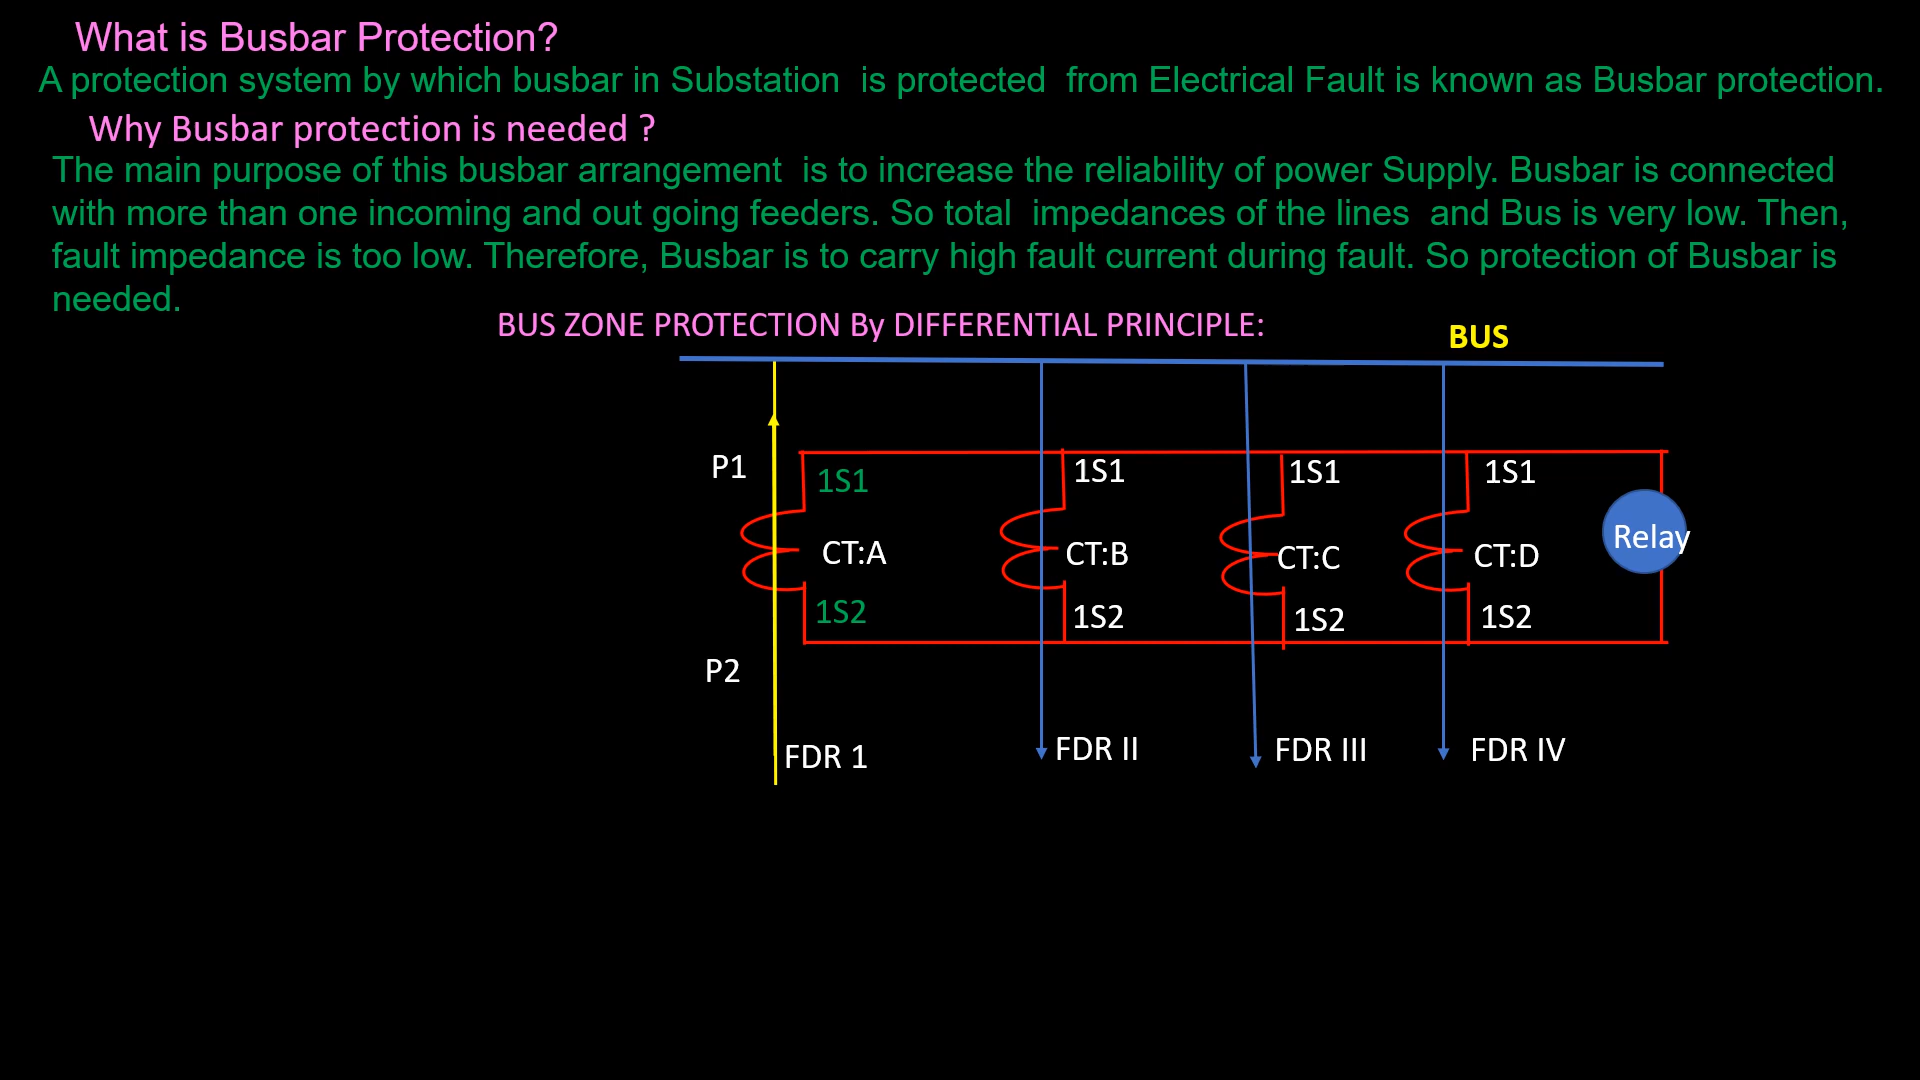 What is Busbar Protection?
A protection system by which busbar in Substation is protected from Electrical Fault is known as Busbar protection.
Why Busbar protection is needed ?
The main purpose of this busbar arrangement is to increase the reliability of power Supply. Busbar is connected
with more than one incoming and out going feeders. So total impedances of the lines and Bus is very low. Then,
fault impedance is too low. Therefore, Busbar is to carry high fault current during fault. So protection of Busbar is
needed.
BUS ZONE PROTECTION By DIFFERENTIAL PRINCIPLE:
BUS
P1
1S1
1S1
1S1
1S1
CT:A
CT:B
CT:C
CT:D
Relay
1S2
1S2
1S2
1S2
P2
FDR 1
FDR II
FDR III
FDR IV